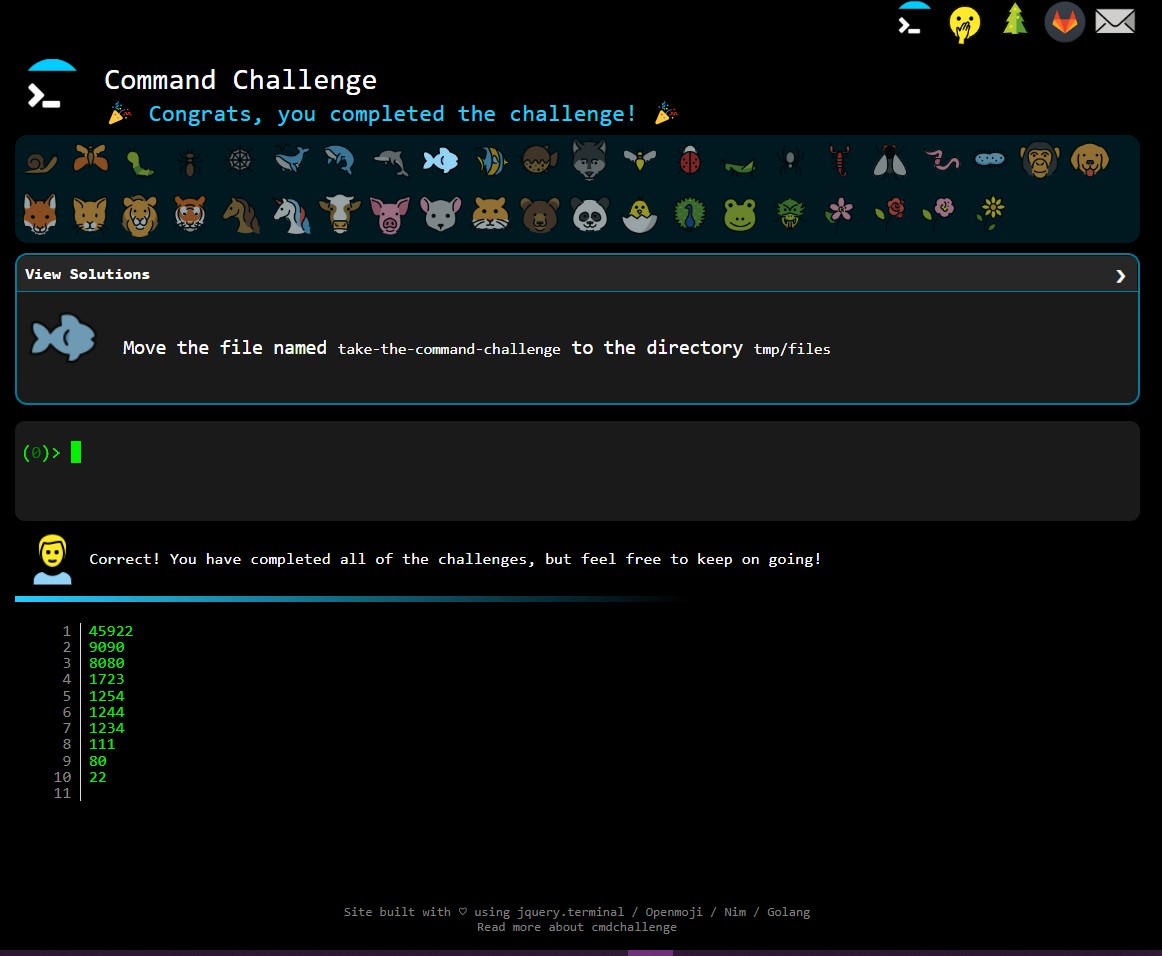 Command Challenge
Congrats, you completed the challenge!
View Solutions ❯
Move the file named take-the-command-challenge to the directory tmp/files
(0)>
Correct! You have completed all of the challenges, but feel free to keep on going!
1 45922
2 9090
3 8080
4 1723
5 1254
6 1244
7 1234
8 111
9 80
10 22
11
Site built with ♡ using jquery.terminal / Openmoji / Nim / Golang
Read more about cmdchallenge